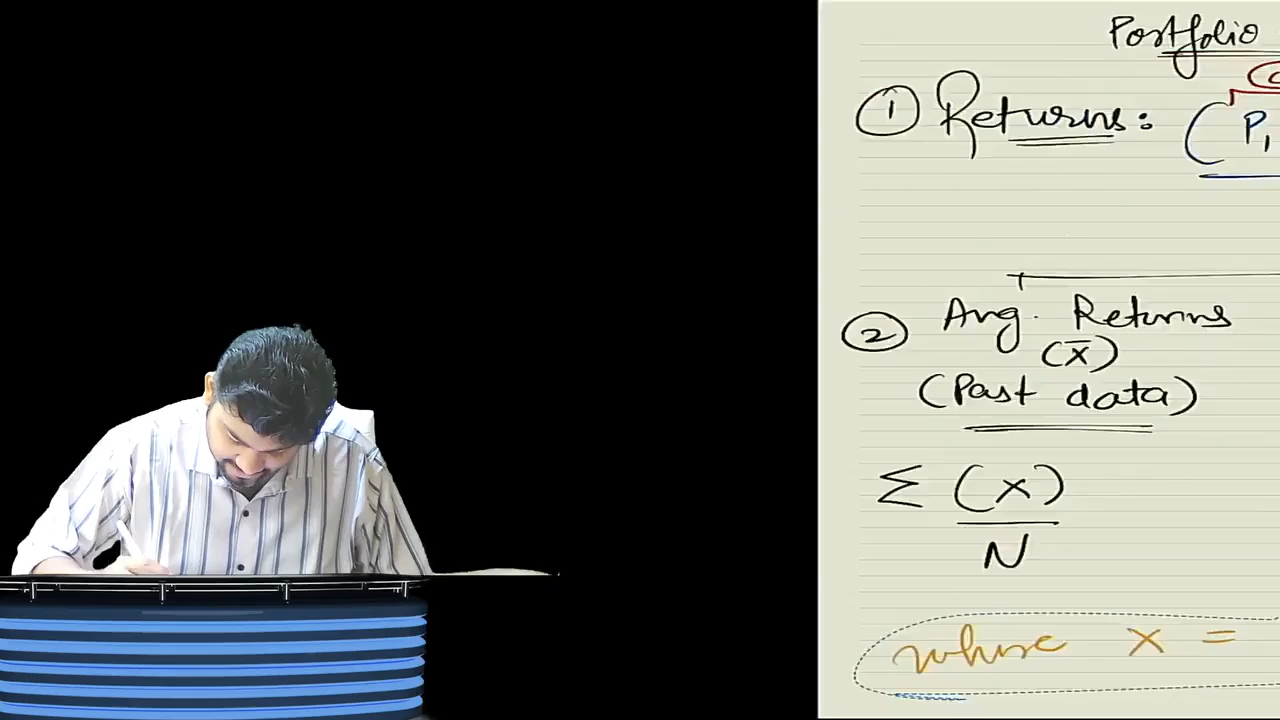 Portfolio
① Returns: ( P₁
② Avg. Returns
(x̄)
(Past data)
Σ (x)
N
where x =